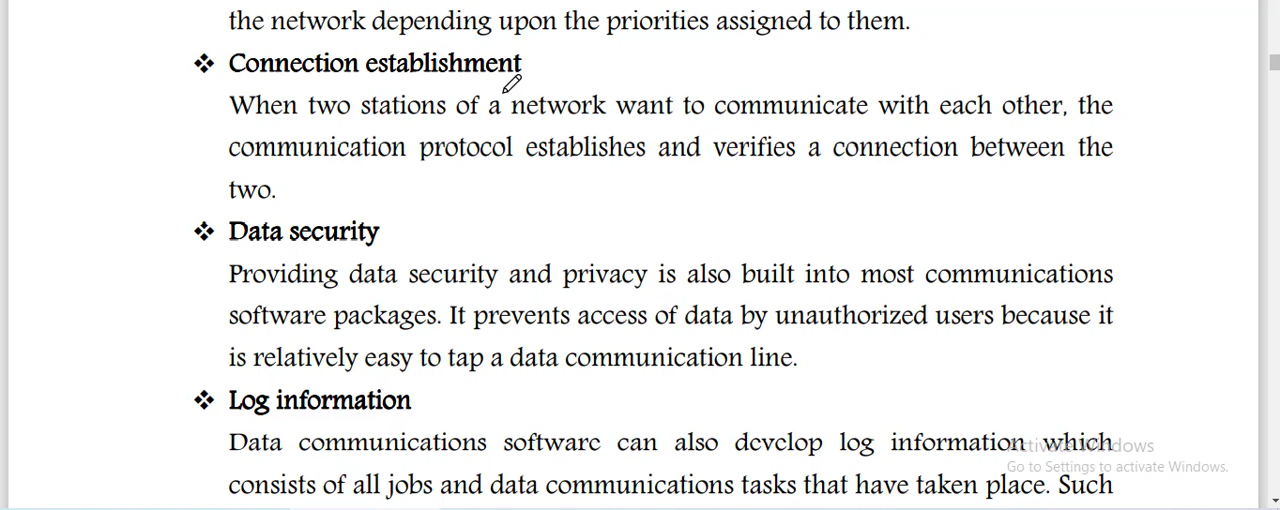 the network depending upon the priorities assigned to them.
❖ Connection establishment
When two stations of a network want to communicate with each other, the
communication protocol establishes and verifies a connection between the
two.
❖ Data security
Providing data security and privacy is also built into most communications
software packages. It prevents access of data by unauthorized users because it
is relatively easy to tap a data communication line.
❖ Log information
Data communications software can also develop log information which
consists of all jobs and data communications tasks that have taken place. Such
Activate Windows
Go to Settings to activate Windows.